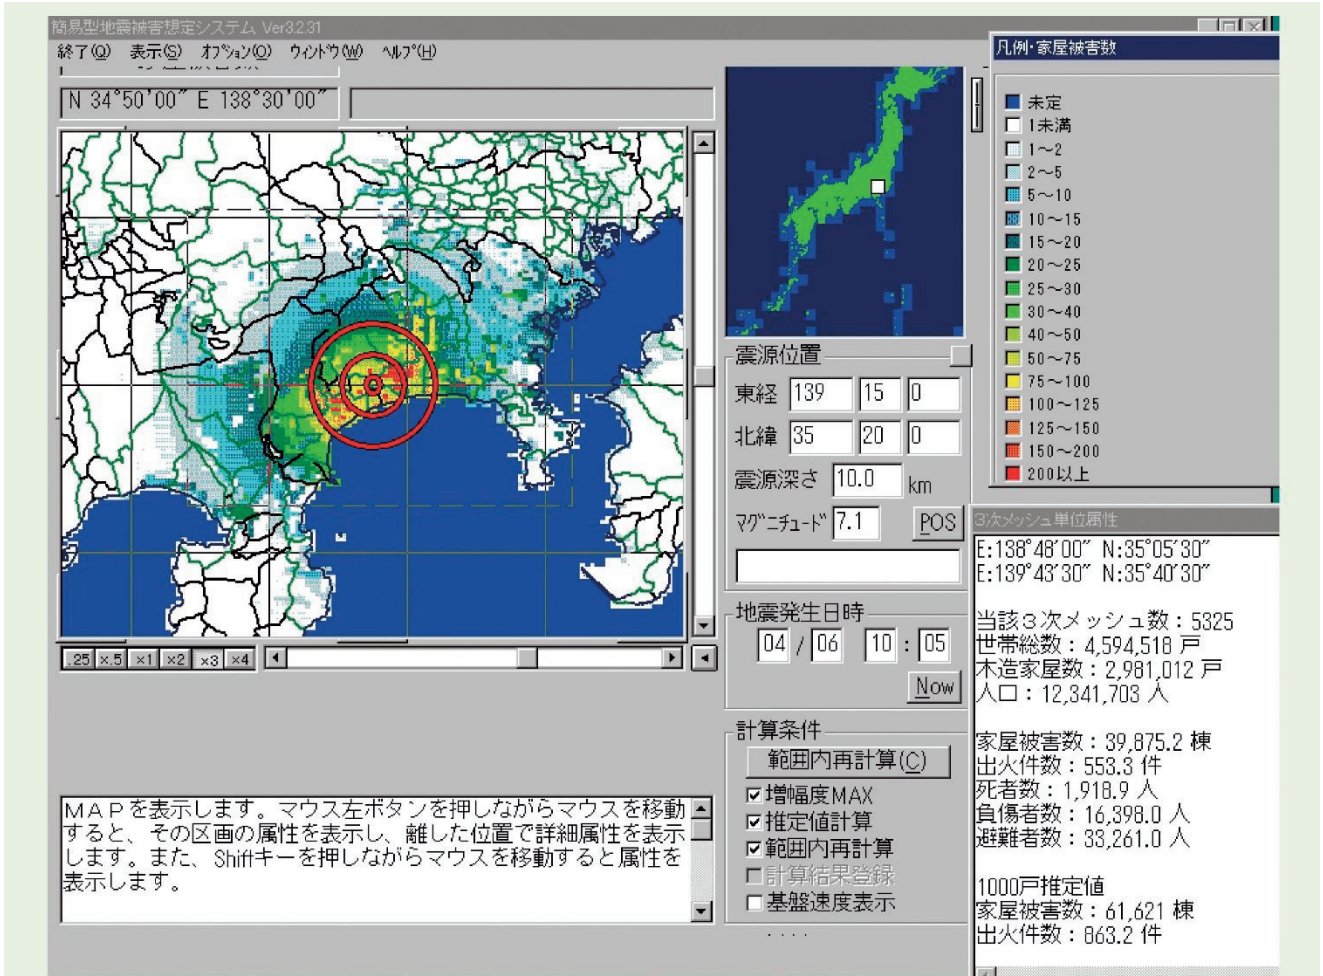 簡易型地震被害想定システム Ver3.2.31
終了(Q) 表示(S) オプション(O) ウィンドウ(W) ヘルプ(H)
N 34°50'00" E 138°30'00"
.25 ×.5 ×1 ×2 ×3 ×4
MAPを表示します。マウス左ボタンを押しながらマウスを移動
すると、その区画の属性を表示し、離した位置で詳細属性を表示
します。また、Shiftキーを押しながらマウスを移動すると属性を
表示します。
震源位置
東経 139 15 0
北緯 35 20 0
震源深さ 10.0 km
マグニチュード 7.1 POS
地震発生日時
04 / 06 10 : 05
Now
計算条件
範囲内再計算(C)
増幅度MAX
推定値計算
範囲内再計算
計算結果登録
基盤速度表示
凡例・家屋被害数
未定
1未満
1～2
2～5
5～10
10～15
15～20
20～25
25～30
30～40
40～50
50～75
75～100
100～125
125～150
150～200
200以上
3次メッシュ単位属性
E:138°48'00" N:35°05'30"
E:139°43'30" N:35°40'30"
当該3次メッシュ数：5325
世帯総数：4,594,518 戸
木造家屋数：2,981,012 戸
人口：12,341,703 人
家屋被害数：39,875.2 棟
出火件数：553.3 件
死者数：1,918.9 人
負傷者数：16,398.0 人
避難者数：33,261.0 人
1000戸推定値
家屋被害数：61,621 棟
出火件数：863.2 件